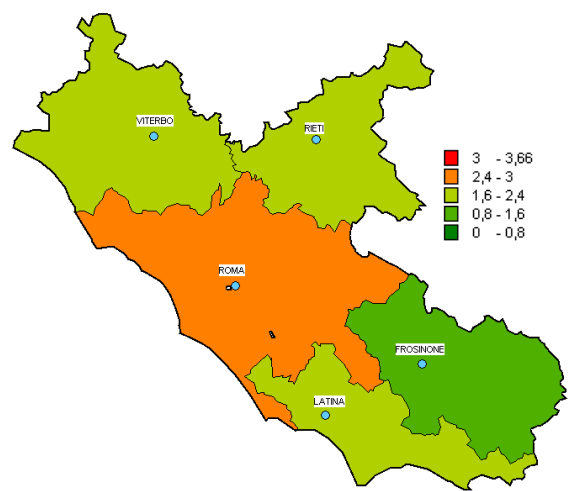 VITERBO
RIETI
3 - 3,66
2,4 - 3
1,6 - 2,4
0,8 - 1,6
0 - 0,8
ROMA
FROSINONE
LATINA